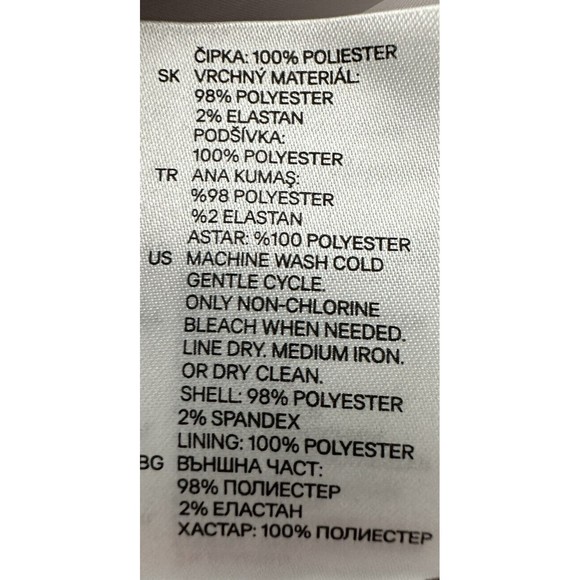 ČIPKA: 100% POLIESTER
SK VRCHNÝ MATERIÁL:
98% POLYESTER
2% ELASTAN
PODŠÍVKA:
100% POLYESTER
TR ANA KUMAŞ:
%98 POLYESTER
%2 ELASTAN
ASTAR: %100 POLYESTER
US MACHINE WASH COLD
GENTLE CYCLE.
ONLY NON-CHLORINE
BLEACH WHEN NEEDED.
LINE DRY. MEDIUM IRON.
OR DRY CLEAN.
SHELL: 98% POLYESTER
2% SPANDEX
LINING: 100% POLYESTER
BG ВЪНШНА ЧАСТ:
98% ПОЛИЕСТЕР
2% ЕЛАСТАН
ХАСТАР: 100% ПОЛИЕСТЕР